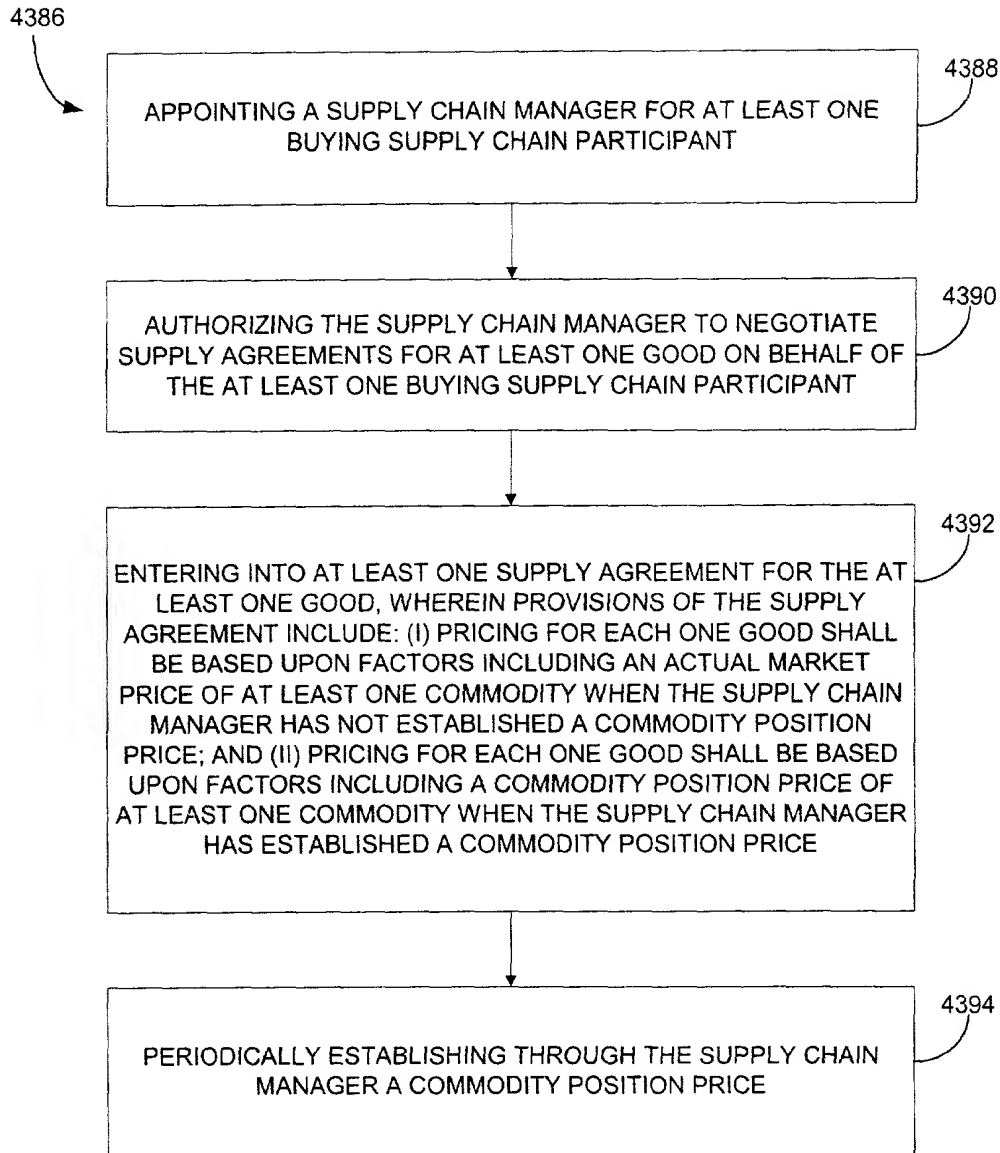 4386
4388
APPOINTING A SUPPLY CHAIN MANAGER FOR AT LEAST ONE
BUYING SUPPLY CHAIN PARTICIPANT
4390
AUTHORIZING THE SUPPLY CHAIN MANAGER TO NEGOTIATE
SUPPLY AGREEMENTS FOR AT LEAST ONE GOOD ON BEHALF OF
THE AT LEAST ONE BUYING SUPPLY CHAIN PARTICIPANT
4392
ENTERING INTO AT LEAST ONE SUPPLY AGREEMENT FOR THE AT
LEAST ONE GOOD, WHEREIN PROVISIONS OF THE SUPPLY
AGREEMENT INCLUDE: (I) PRICING FOR EACH ONE GOOD SHALL
BE BASED UPON FACTORS INCLUDING AN ACTUAL MARKET
PRICE OF AT LEAST ONE COMMODITY WHEN THE SUPPLY CHAIN
MANAGER HAS NOT ESTABLISHED A COMMODITY POSITION
PRICE; AND (II) PRICING FOR EACH ONE GOOD SHALL BE BASED
UPON FACTORS INCLUDING A COMMODITY POSITION PRICE OF
AT LEAST ONE COMMODITY WHEN THE SUPPLY CHAIN MANAGER
HAS ESTABLISHED A COMMODITY POSITION PRICE
4394
PERIODICALLY ESTABLISHING THROUGH THE SUPPLY CHAIN
MANAGER A COMMODITY POSITION PRICE